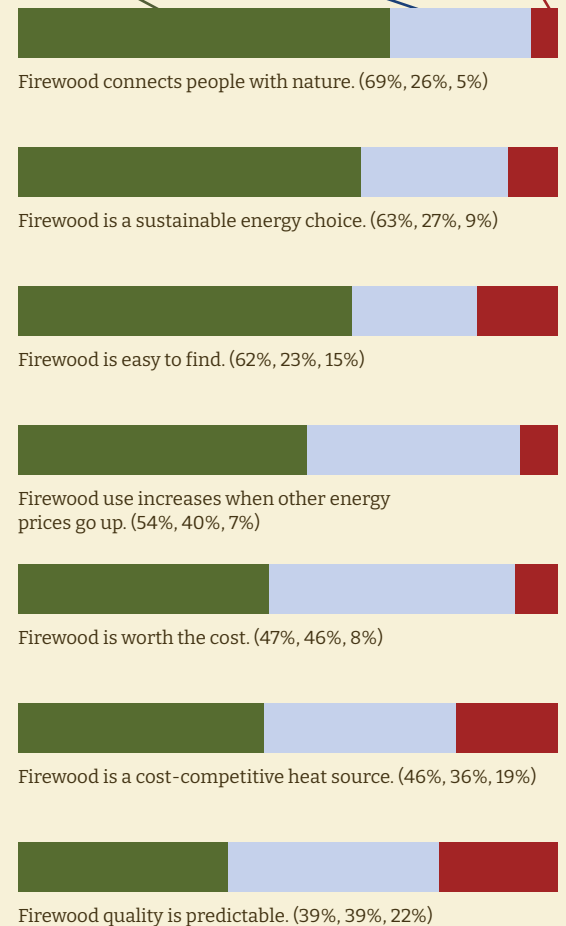 Firewood connects people with nature. (69%, 26%, 5%)
Firewood is a sustainable energy choice. (63%, 27%, 9%)
Firewood is easy to find. (62%, 23%, 15%)
Firewood use increases when other energy
prices go up. (54%, 40%, 7%)
Firewood is worth the cost. (47%, 46%, 8%)
Firewood is a cost-competitive heat source. (46%, 36%, 19%)
Firewood quality is predictable. (39%, 39%, 22%)